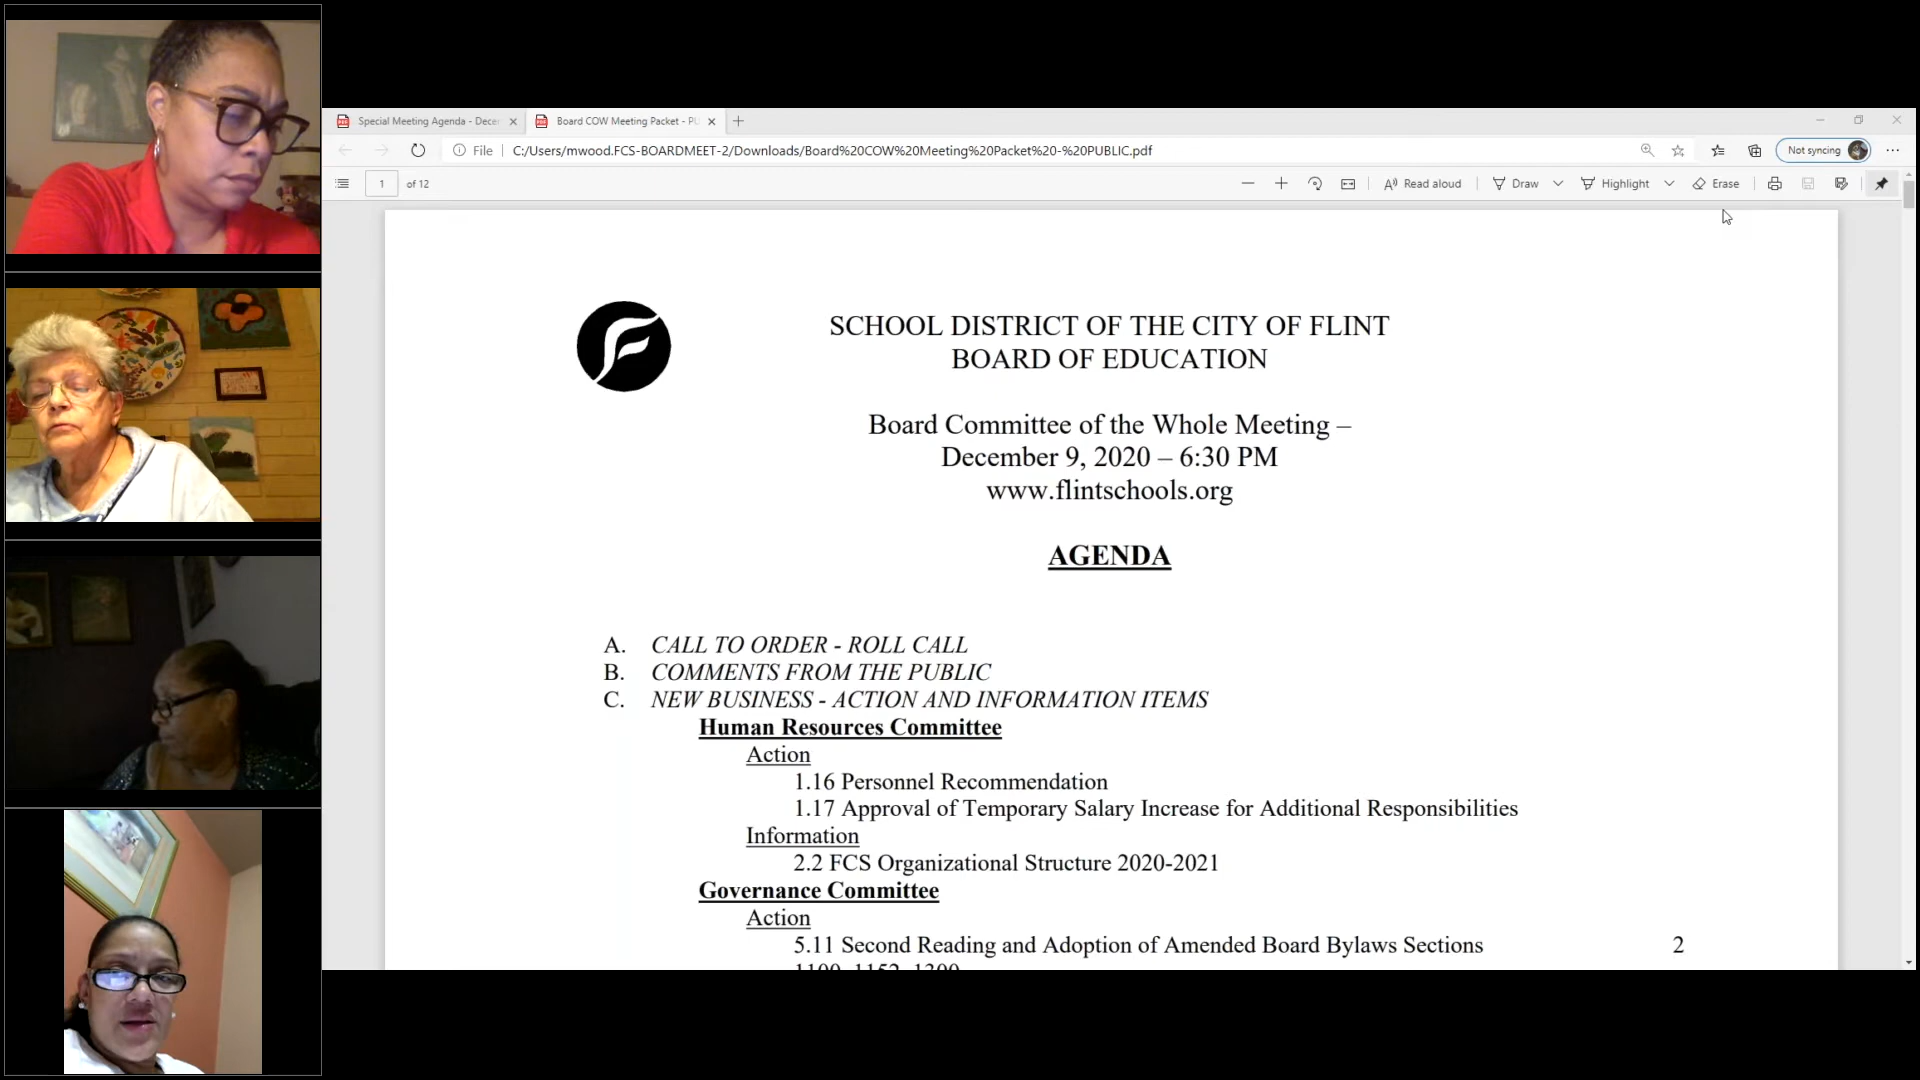 Special Meeting Agenda - Dece
Board COW Meeting Packet - PU
File
C:/Users/mwood.FCS-BOARDMEET-2/Downloads/Board%20COW%20Meeting%20Packet%20-%20PUBLIC.pdf
Not syncing
1 of 12
Read aloud
Draw
Highlight
Erase
SCHOOL DISTRICT OF THE CITY OF FLINT
BOARD OF EDUCATION
Board Committee of the Whole Meeting –
December 9, 2020 – 6:30 PM
www.flintschools.org
AGENDA
A. CALL TO ORDER - ROLL CALL
B. COMMENTS FROM THE PUBLIC
C. NEW BUSINESS - ACTION AND INFORMATION ITEMS
Human Resources Committee
Action
1.16 Personnel Recommendation
1.17 Approval of Temporary Salary Increase for Additional Responsibilities
Information
2.2 FCS Organizational Structure 2020-2021
Governance Committee
Action
5.11 Second Reading and Adoption of Amended Board Bylaws Sections 2
1100, 1152, 1300